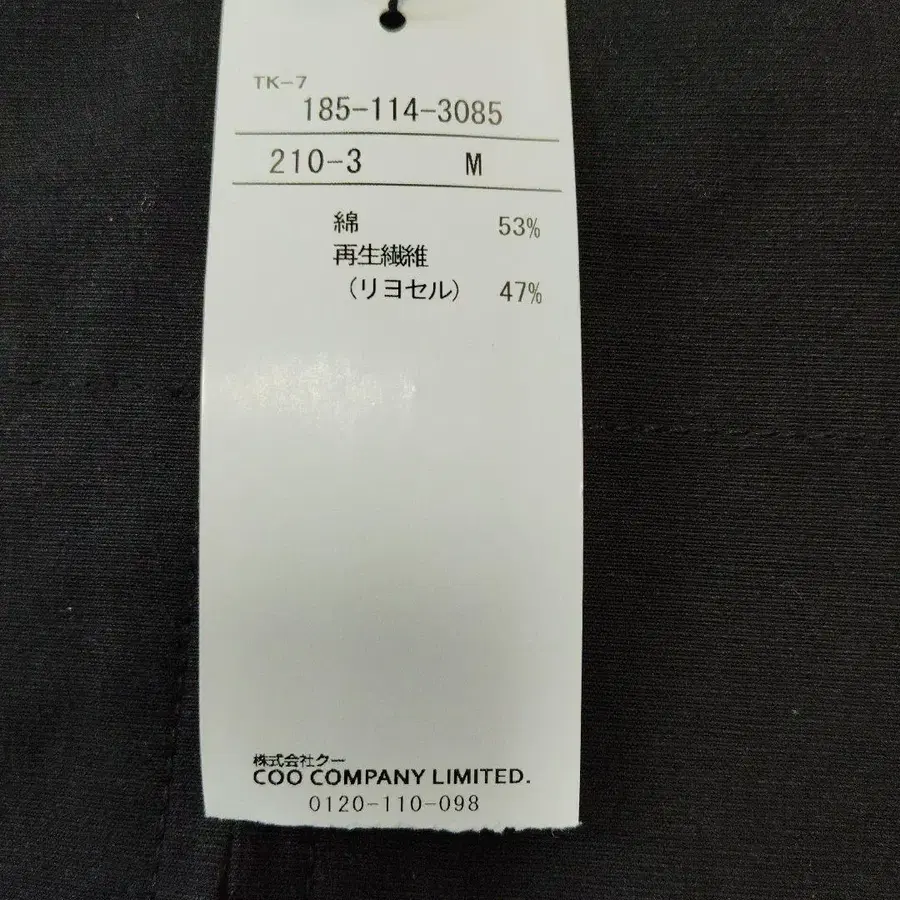 TK-7
185-114-3085
210-3 M
綿 53%
再生繊維
(リヨセル) 47%
株式会社クー
COO COMPANY LIMITED.
0120-110-098